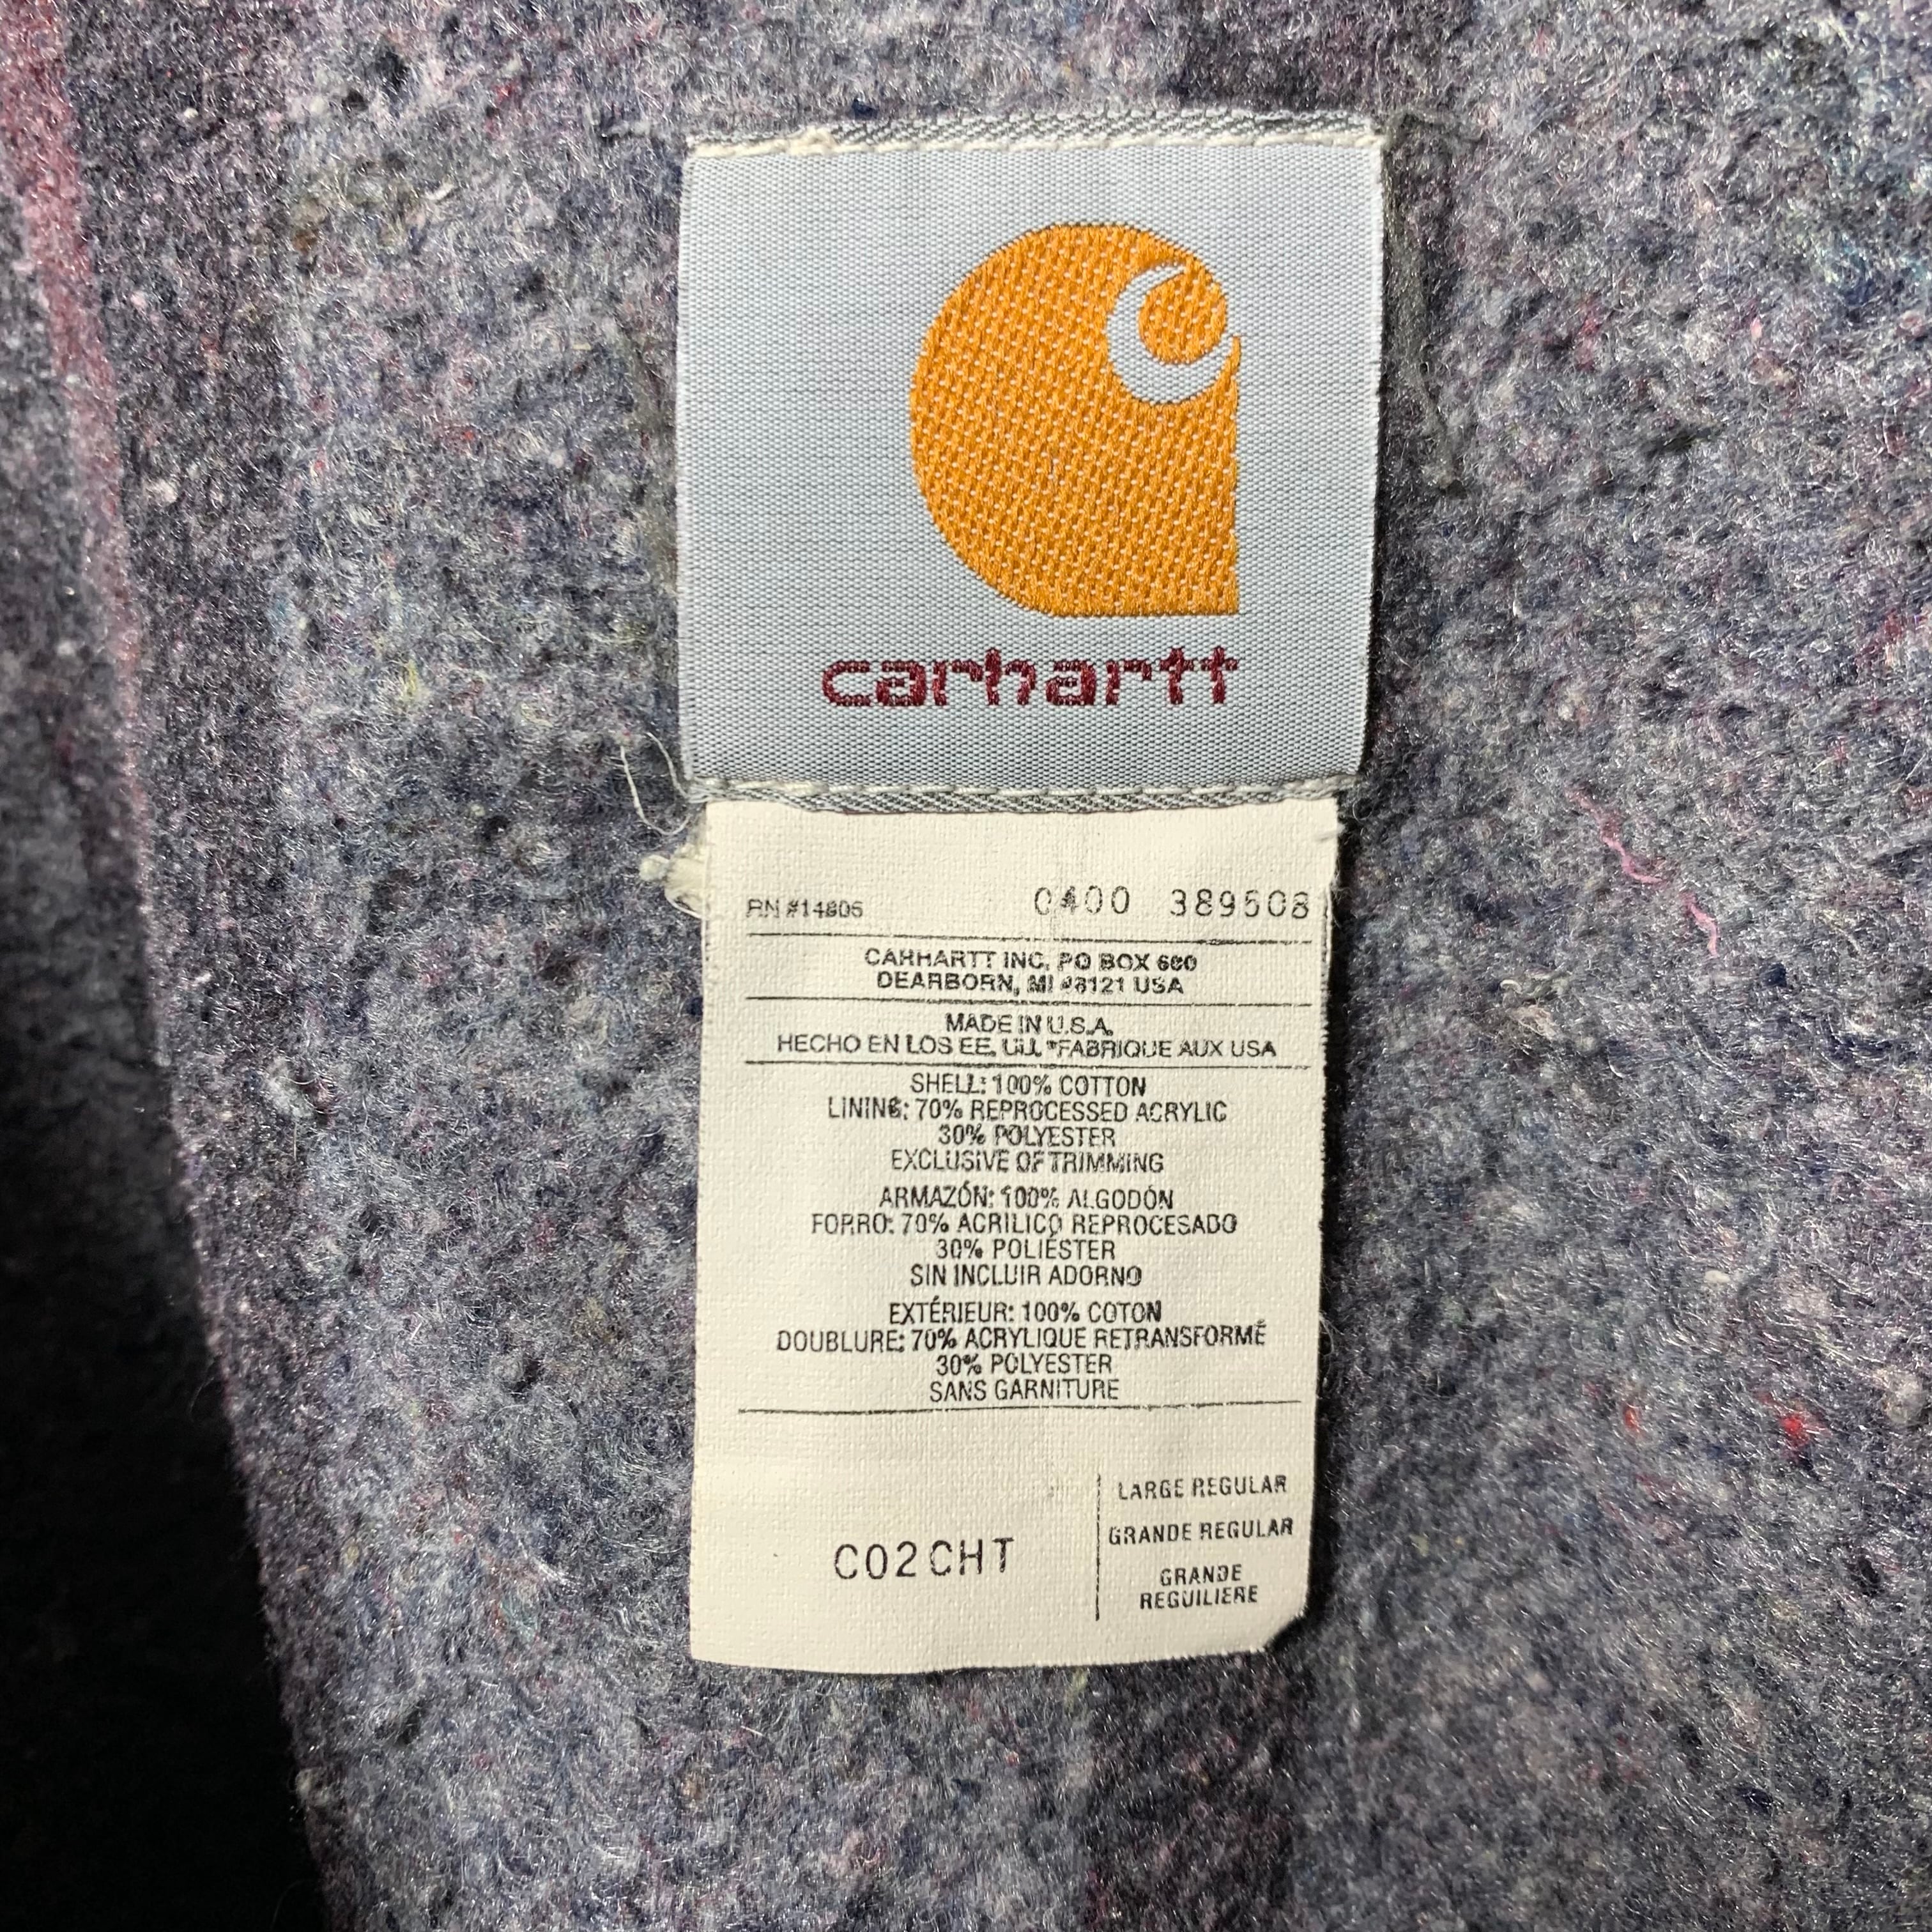 carhartt
RN #14806 0400 389508
CARHARTT INC, PO BOX 600
DEARBORN, MI 48121 USA
MADE IN U.S.A.
HECHO EN LOS EE. UU. *FABRIQUE AUX USA
SHELL: 100% COTTON
LINING: 70% REPROCESSED ACRYLIC
30% POLYESTER
EXCLUSIVE OF TRIMMING
ARMAZÓN: 100% ALGODÓN
FORRO: 70% ACRILICO REPROCESADO
30% POLIÉSTER
SIN INCLUIR ADORNO
EXTÉRIEUR: 100% COTON
DOUBLURE: 70% ACRYLIQUE RETRANSFORMÉ
30% POLYESTER
SANS GARNITURE
C02CHT
LARGE REGULAR
GRANDE REGULAR
GRANDE
REGUILIERE